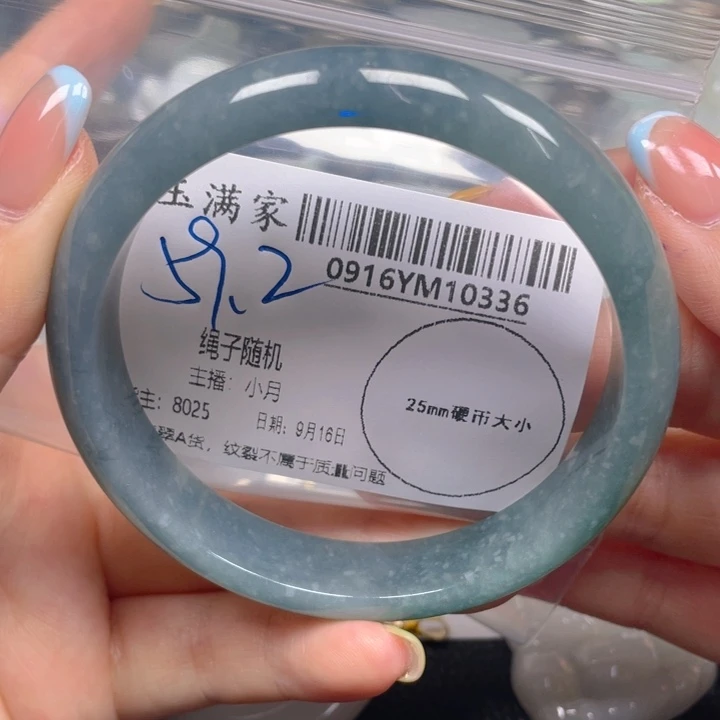 玉满家
59.2
0916YM10336
绳子随机
主播：小月
主：8025
日期：9月16日
A货，纹裂不属于质量问题
25mm硬币大小